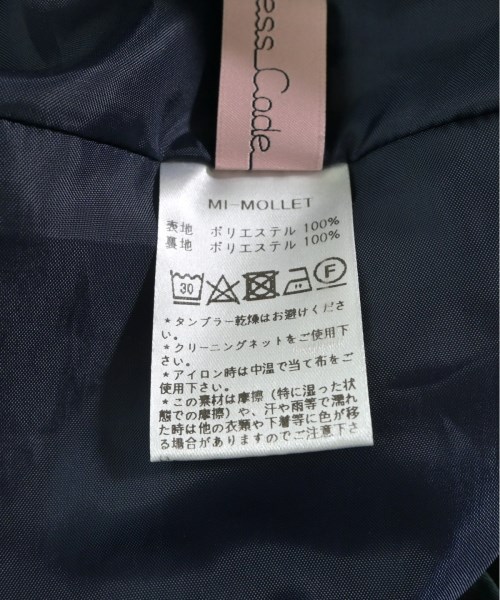 ess Code
MI-MOLLET
表地 ポリエステル 100%
裏地 ポリエステル 100%
30
F
*タンブラー乾燥はお避けくださ
い。
*クリーニングネットをご使用下
さい。
*アイロン時は中温で当て布をご
使用下さい。
*この素材は摩擦（特に湿った状
態での摩擦）や、汗や雨等で濡れ
た時は他の衣類や下着等に色が移
る場合がありますのでご注意下さ